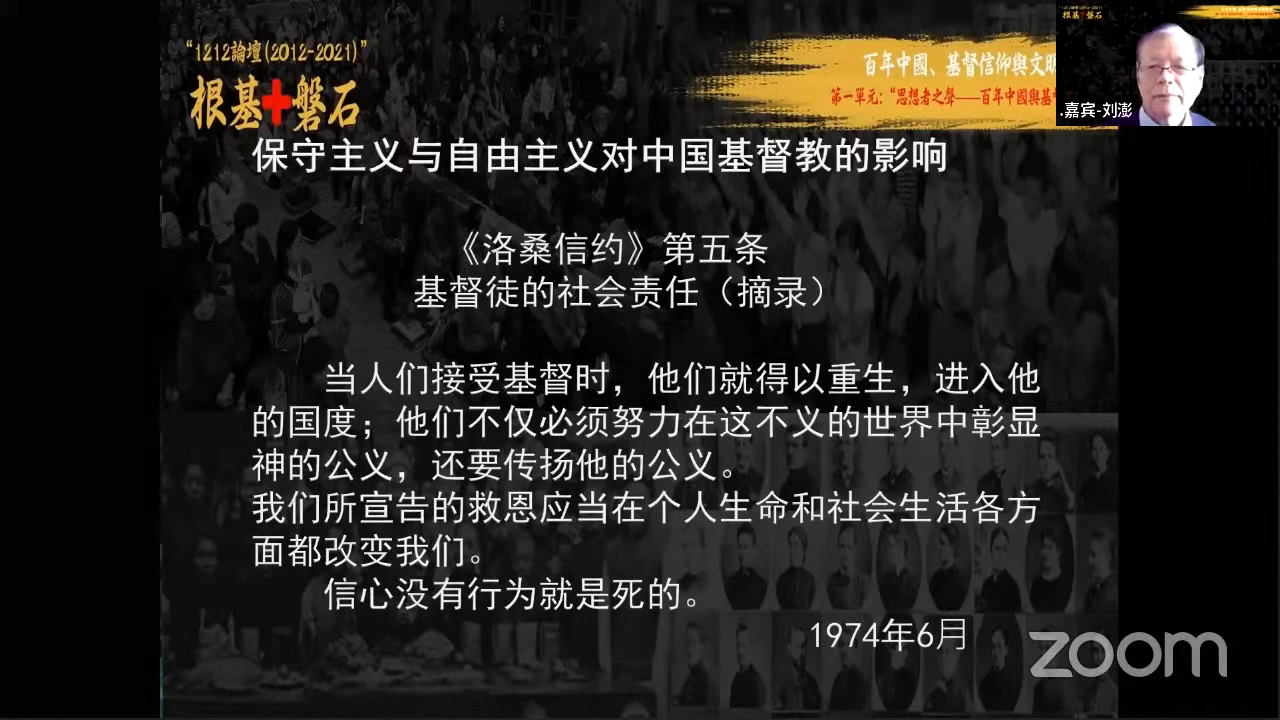 “1212論壇(2012-2021)”
根基 磐石
百年中國、基督信仰與文明
第一單元:“思想者之聲——百年中國與基
根基 磐石
.嘉宾-刘澎
保守主义与自由主义对中国基督教的影响
《洛桑信约》第五条
基督徒的社会责任（摘录）
当人们接受基督时，他们就得以重生，进入他
的国度；他们不仅必须努力在这不义的世界中彰显
神的公义，还要传扬他的公义。
我们所宣告的救恩应当在个人生命和社会生活各方
面都改变我们。
信心没有行为就是死的。
1974年6月
zoom